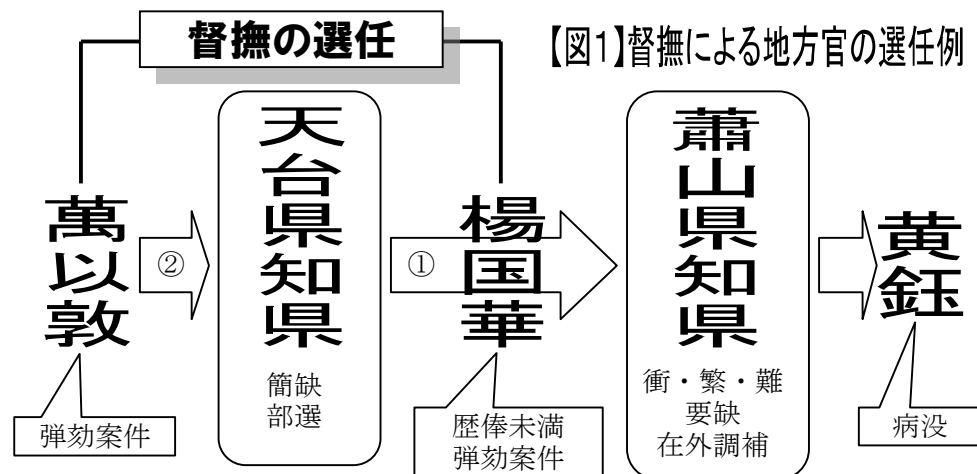 督撫の選任
【図1】督撫による地方官の選任例
萬以敦
弾劾案件
②
天台県知県
簡缺
部選
①
楊国華
歴俸未満
弾劾案件
蕭山県知県
衝・繁・難
要缺
在外調補
黄鈺
病没